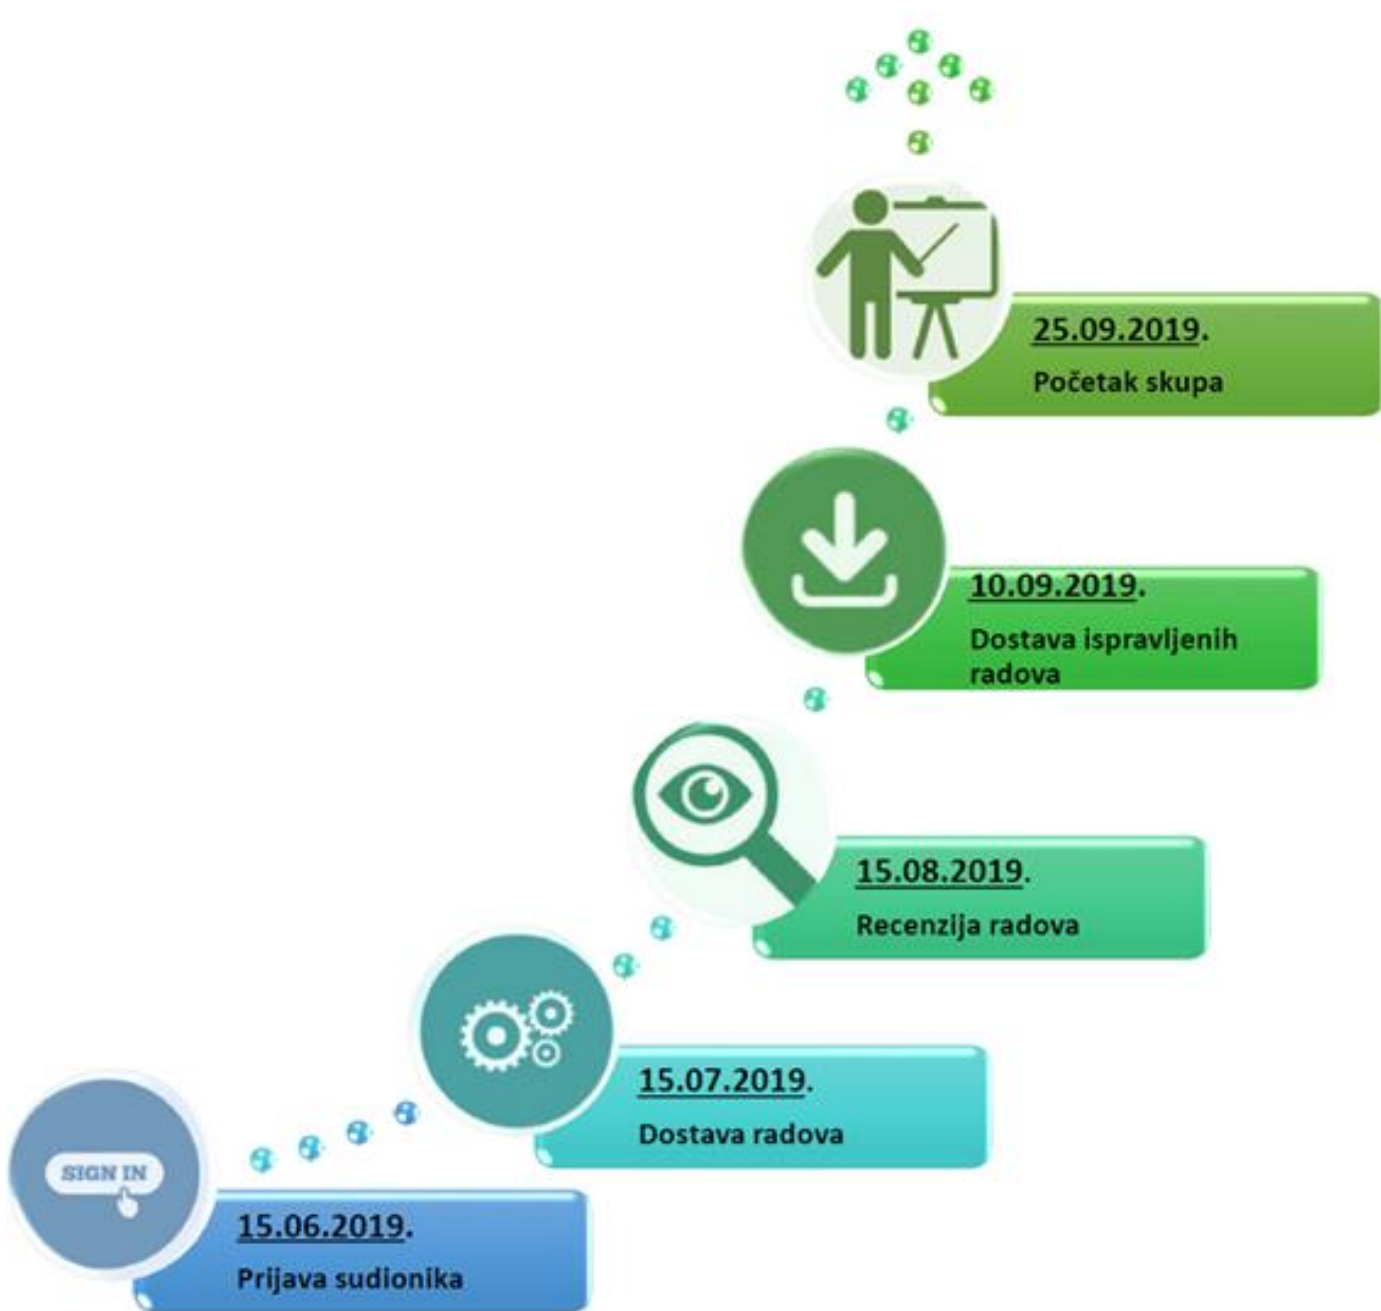 25.09.2019.
Početak skupa
10.09.2019.
Dostava ispravljenih
radova
15.08.2019.
Recenzija radova
15.07.2019.
Dostava radova
SIGN IN
15.06.2019.
Prijava sudionika